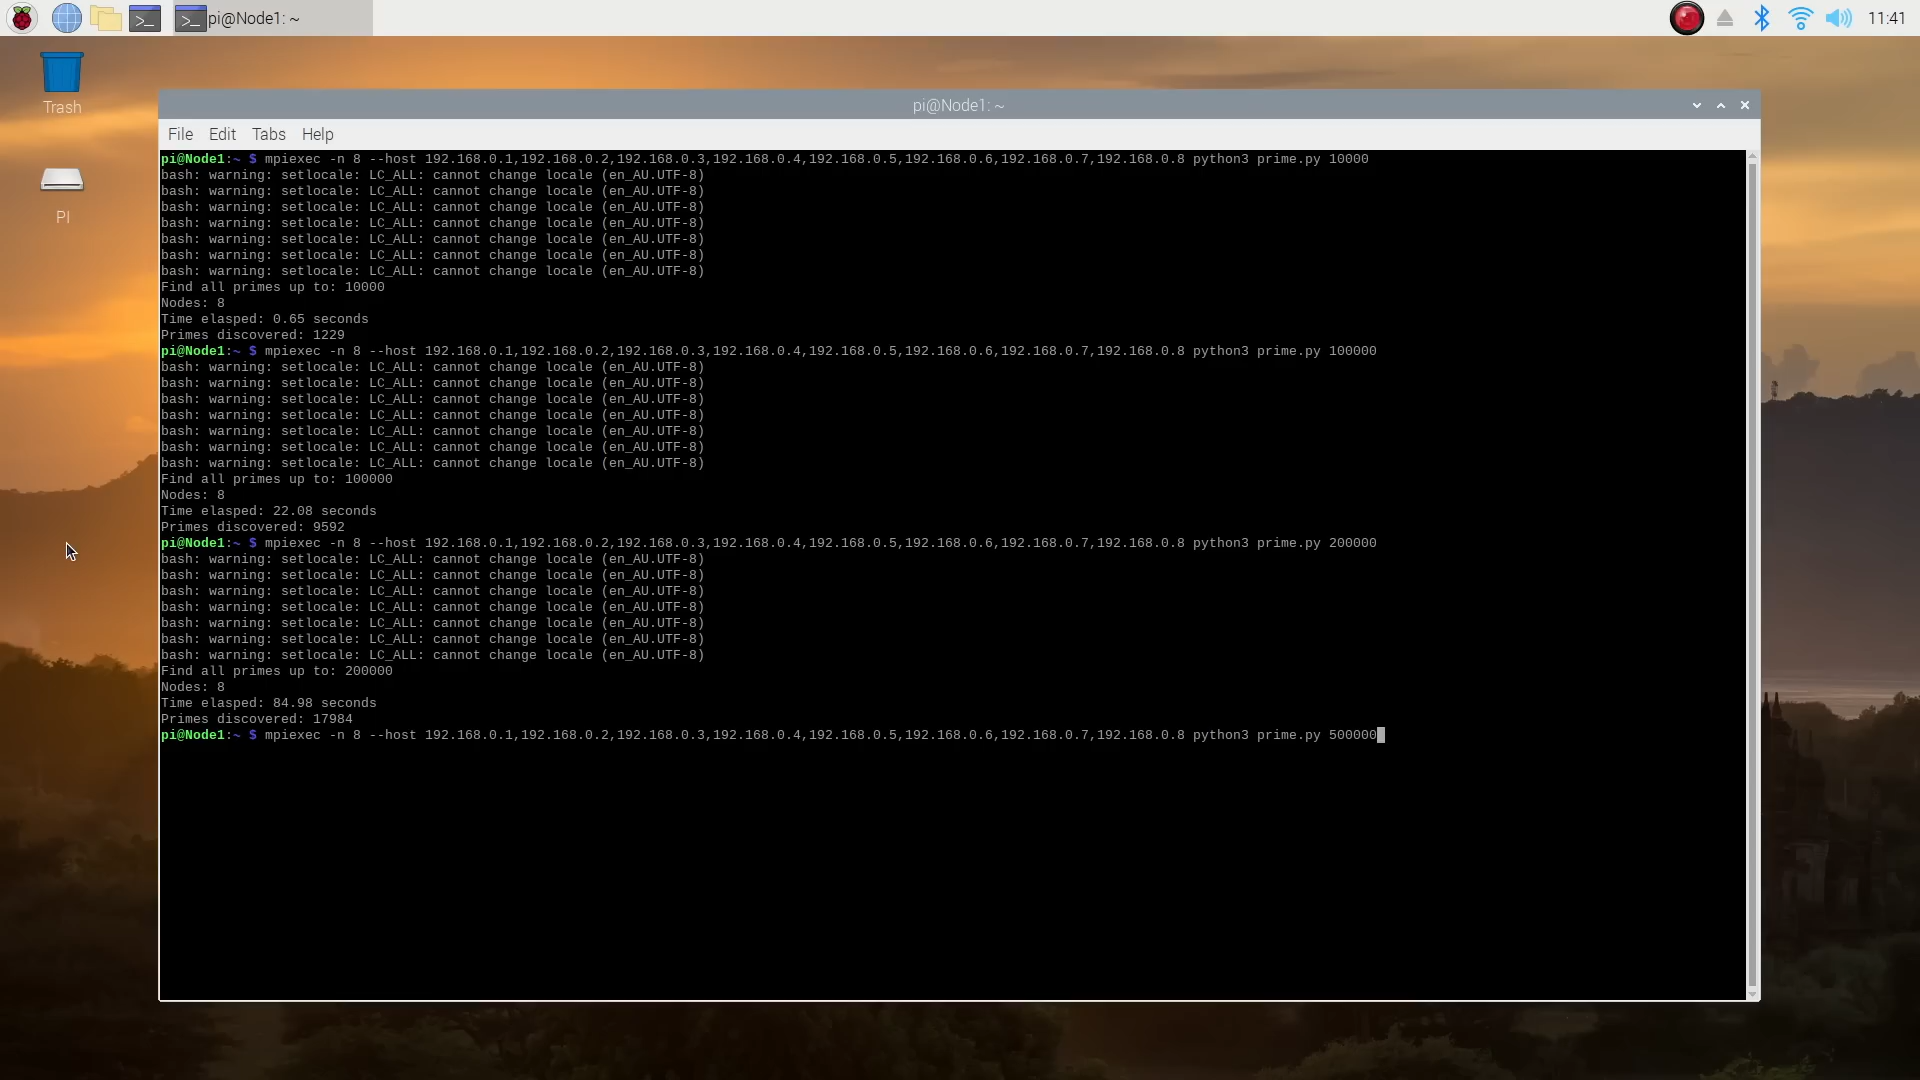 pi@Node1: ~
11:41
Trash
PI
pi@Node1: ~
File Edit Tabs Help
pi@Node1:~ $ mpiexec -n 8 --host 192.168.0.1,192.168.0.2,192.168.0.3,192.168.0.4,192.168.0.5,192.168.0.6,192.168.0.7,192.168.0.8 python3 prime.py 10000
bash: warning: setlocale: LC_ALL: cannot change locale (en_AU.UTF-8)
bash: warning: setlocale: LC_ALL: cannot change locale (en_AU.UTF-8)
bash: warning: setlocale: LC_ALL: cannot change locale (en_AU.UTF-8)
bash: warning: setlocale: LC_ALL: cannot change locale (en_AU.UTF-8)
bash: warning: setlocale: LC_ALL: cannot change locale (en_AU.UTF-8)
bash: warning: setlocale: LC_ALL: cannot change locale (en_AU.UTF-8)
bash: warning: setlocale: LC_ALL: cannot change locale (en_AU.UTF-8)
Find all primes up to: 10000
Nodes: 8
Time elasped: 0.65 seconds
Primes discovered: 1229
pi@Node1:~ $ mpiexec -n 8 --host 192.168.0.1,192.168.0.2,192.168.0.3,192.168.0.4,192.168.0.5,192.168.0.6,192.168.0.7,192.168.0.8 python3 prime.py 100000
bash: warning: setlocale: LC_ALL: cannot change locale (en_AU.UTF-8)
bash: warning: setlocale: LC_ALL: cannot change locale (en_AU.UTF-8)
bash: warning: setlocale: LC_ALL: cannot change locale (en_AU.UTF-8)
bash: warning: setlocale: LC_ALL: cannot change locale (en_AU.UTF-8)
bash: warning: setlocale: LC_ALL: cannot change locale (en_AU.UTF-8)
bash: warning: setlocale: LC_ALL: cannot change locale (en_AU.UTF-8)
bash: warning: setlocale: LC_ALL: cannot change locale (en_AU.UTF-8)
Find all primes up to: 100000
Nodes: 8
Time elasped: 22.08 seconds
Primes discovered: 9592
pi@Node1:~ $ mpiexec -n 8 --host 192.168.0.1,192.168.0.2,192.168.0.3,192.168.0.4,192.168.0.5,192.168.0.6,192.168.0.7,192.168.0.8 python3 prime.py 200000
bash: warning: setlocale: LC_ALL: cannot change locale (en_AU.UTF-8)
bash: warning: setlocale: LC_ALL: cannot change locale (en_AU.UTF-8)
bash: warning: setlocale: LC_ALL: cannot change locale (en_AU.UTF-8)
bash: warning: setlocale: LC_ALL: cannot change locale (en_AU.UTF-8)
bash: warning: setlocale: LC_ALL: cannot change locale (en_AU.UTF-8)
bash: warning: setlocale: LC_ALL: cannot change locale (en_AU.UTF-8)
bash: warning: setlocale: LC_ALL: cannot change locale (en_AU.UTF-8)
Find all primes up to: 200000
Nodes: 8
Time elasped: 84.98 seconds
Primes discovered: 17984
pi@Node1:~ $ mpiexec -n 8 --host 192.168.0.1,192.168.0.2,192.168.0.3,192.168.0.4,192.168.0.5,192.168.0.6,192.168.0.7,192.168.0.8 python3 prime.py 500000